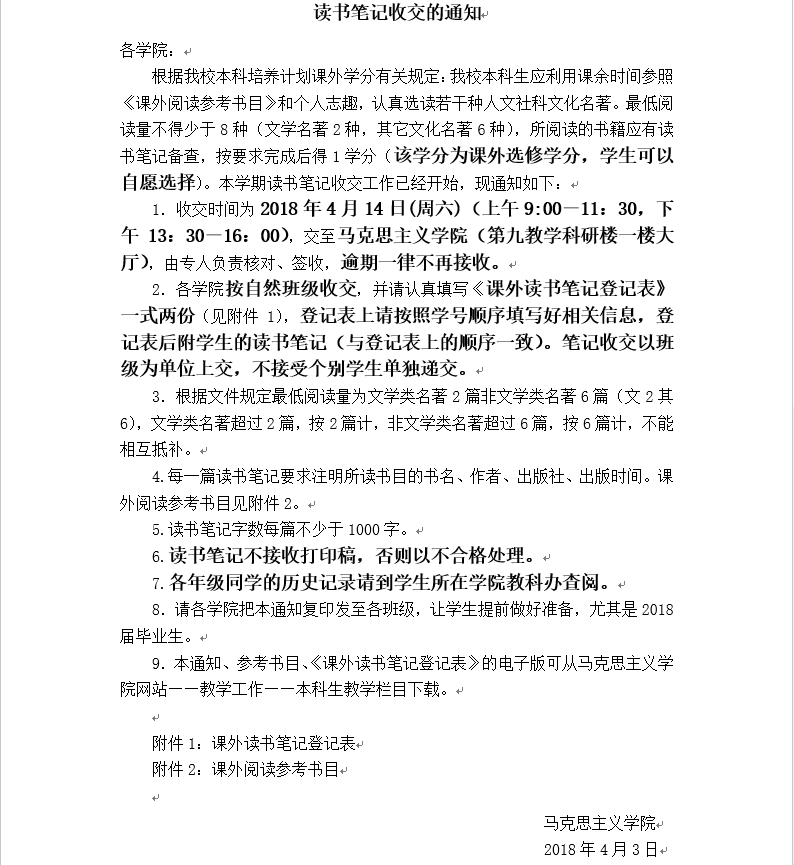 读书笔记收交的通知
各学院：
根据我校本科培养计划课外学分有关规定：我校本科生应利用课余时间参照
《课外阅读参考书目》和个人志趣，认真选读若干种人文社科文化名著。最低阅
读量不得少于8种（文学名著2种，其它文化名著6种），所阅读的书籍应有读
书笔记备查，按要求完成后得1学分（该学分为课外选修学分，学生可以
自愿选择）。本学期读书笔记收交工作已经开始，现通知如下：
1．收交时间为2018年4月14日(周六)（上午9:00—11：30，下
午 13：30—16：00），交至马克思主义学院（第九教学科研楼一楼大
厅），由专人负责核对、签收，逾期一律不再接收。
2．各学院按自然班级收交，并请认真填写《课外读书笔记登记表》
一式两份（见附件 1），登记表上请按照学号顺序填写好相关信息，登
记表后附学生的读书笔记（与登记表上的顺序一致）。笔记收交以班
级为单位上交，不接受个别学生单独递交。
3．根据文件规定最低阅读量为文学类名著2篇非文学类名著6篇（文2其
6），文学类名著超过2篇，按2篇计，非文学类名著超过6篇，按6篇计，不能
相互抵补。
4.每一篇读书笔记要求注明所读书目的书名、作者、出版社、出版时间。课
外阅读参考书目见附件2。
5.读书笔记字数每篇不少于1000字。
6.读书笔记不接收打印稿，否则以不合格处理。
7.各年级同学的历史记录请到学生所在学院教科办查阅。
8．请各学院把本通知复印发至各班级，让学生提前做好准备，尤其是2018
届毕业生。
9．本通知、参考书目、《课外读书笔记登记表》的电子版可从马克思主义学
院网站——教学工作——本科生教学栏目下载。
附件1：课外读书笔记登记表
附件2：课外阅读参考书目
马克思主义学院
2018年4月3日